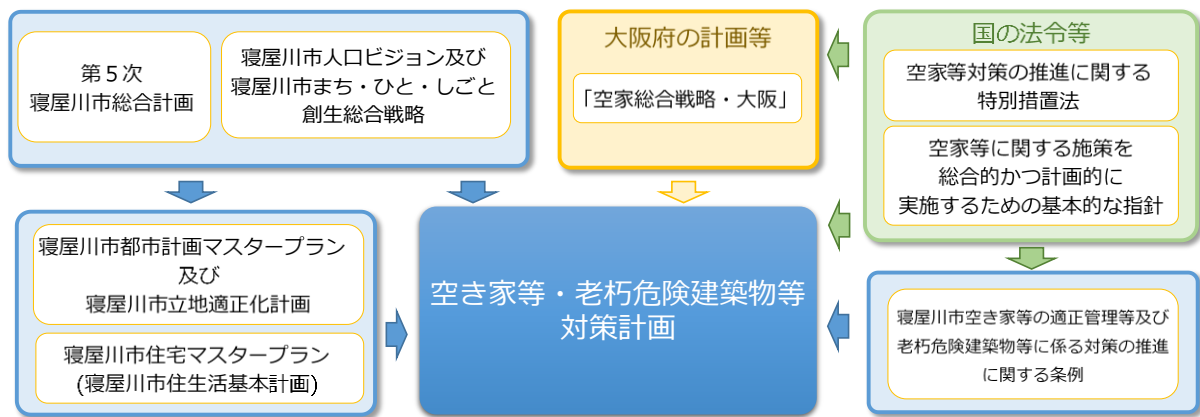 第５次
寝屋川市総合計画
寝屋川市人口ビジョン及び
寝屋川市まち・ひと・しごと
創生総合戦略
大阪府の計画等
「空家総合戦略・大阪」
国の法令等
空家等対策の推進に関する
特別措置法
空家等に関する施策を
総合的かつ計画的に
実施するための基本的な指針
寝屋川市都市計画マスタープラン
及び
寝屋川市立地適正化計画
寝屋川市住宅マスタープラン
(寝屋川市住生活基本計画)
空き家等・老朽危険建築物等
対策計画
寝屋川市空き家等の適正管理等及び
老朽危険建築物等に係る対策の推進
に関する条例